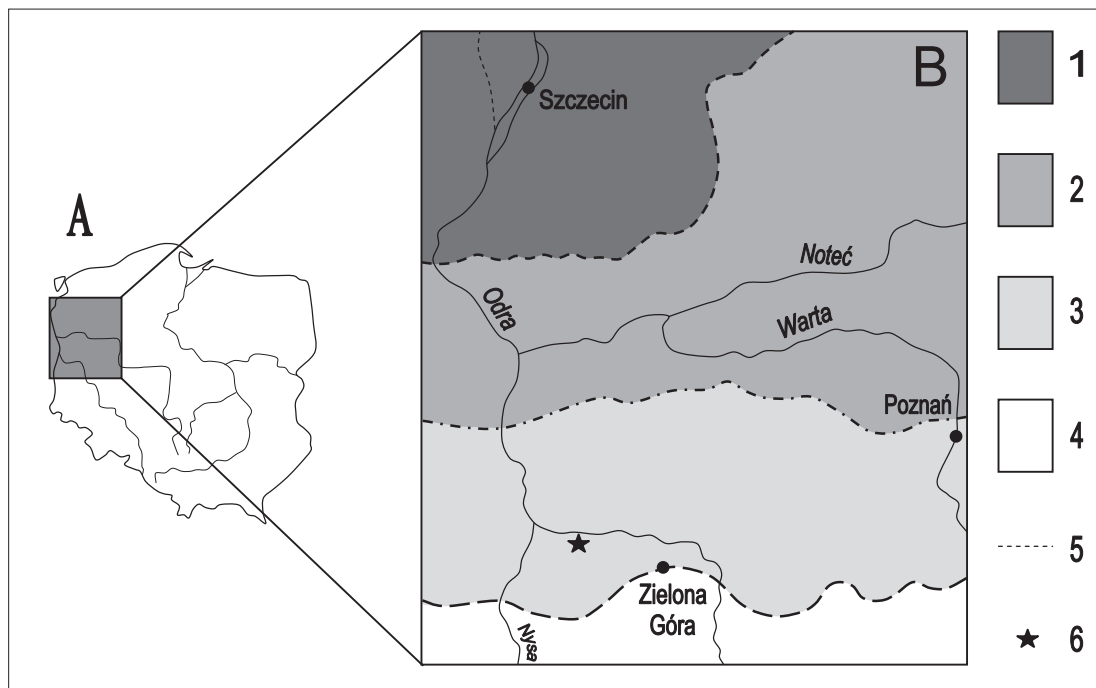 A
B
Szczecin
Noteć
Odra
Warta
Poznań
Zielona
Góra
Nysa
1
2
3
4
5
6